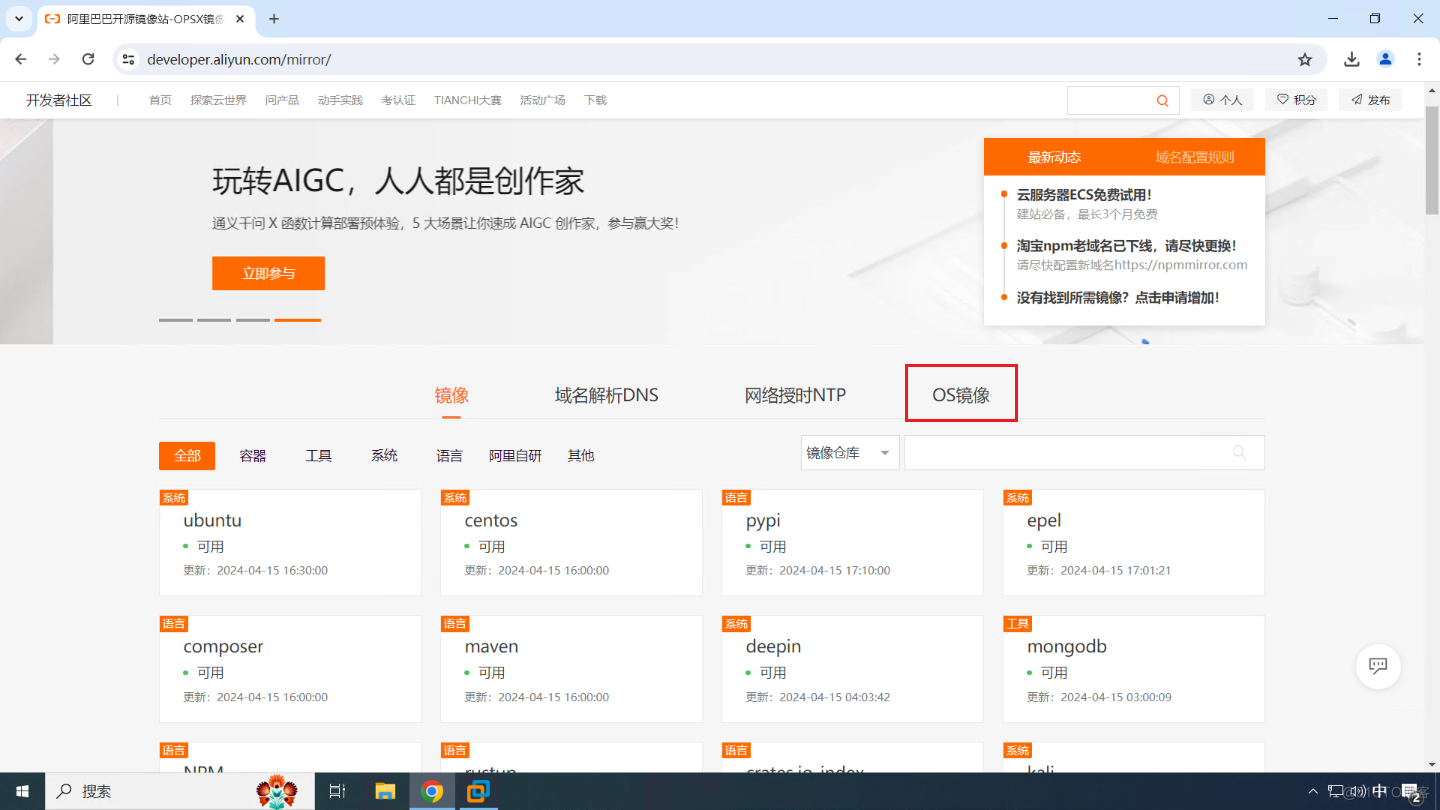 阿里巴巴开源镜像站-OPSX镜像
developer.aliyun.com/mirror/
开发者社区 | 首页 探索云世界 问产品 动手实践 考认证 TIANCHI大赛 活动广场 下载 个人 积分 发布
玩转AIGC，人人都是创作家
通义千问 X 函数计算部署预体验，5 大场景让你速成 AIGC 创作家，参与赢大奖！
立即参与
最新动态 域名配置规则
云服务器ECS免费试用！
建站必备，最长3个月免费
淘宝npm老域名已下线，请尽快更换！
请尽快配置新域名https://npmmirror.com
没有找到所需镜像？点击申请增加！
镜像 域名解析DNS 网络授时NTP OS镜像
全部 容器 工具 系统 语言 阿里自研 其他 镜像仓库
系统 系统 语言 系统
ubuntu centos pypi epel
可用 可用 可用 可用
更新：2024-04-15 16:30:00 更新：2024-04-15 16:00:00 更新：2024-04-15 17:10:00 更新：2024-04-15 17:01:21
语言 语言 系统 工具
composer maven deepin mongodb
可用 可用 可用 可用
更新：2024-04-15 16:00:00 更新：2024-04-15 16:00:00 更新：2024-04-15 04:03:42 更新：2024-04-15 03:00:09
语言 语言 语言 系统
NPM rustup crates.io-index kali
搜索 中 2